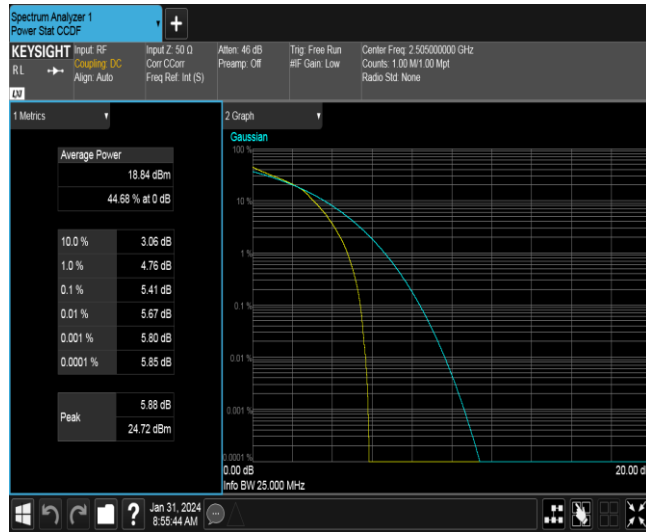 Spectrum Analyzer 1
Power Stat CCDF
+
KEYSIGHT
RL
LXI
Input: RF
Coupling: DC
Align: Auto
Input Z: 50 Ω
Corr CCorr
Freq Ref: Int (S)
Atten: 46 dB
Preamp: Off
Trig: Free Run
#IF Gain: Low
Center Freq: 2.505000000 GHz
Counts: 1.00 M/1.00 Mpt
Radio Std: None
1 Metrics
Average Power
18.84 dBm
44.68 % at 0 dB
10.0 % 3.06 dB
1.0 % 4.76 dB
0.1 % 5.41 dB
0.01 % 5.67 dB
0.001 % 5.80 dB
0.0001 % 5.85 dB
Peak
5.88 dB
24.72 dBm
2 Graph
Gaussian
100 %
10 %
1 %
0.1 %
0.01 %
0.001 %
0.0001 %
0.00 dB
20.00 d
Info BW 25.000 MHz
?
Jan 31, 2024
8:55:44 AM